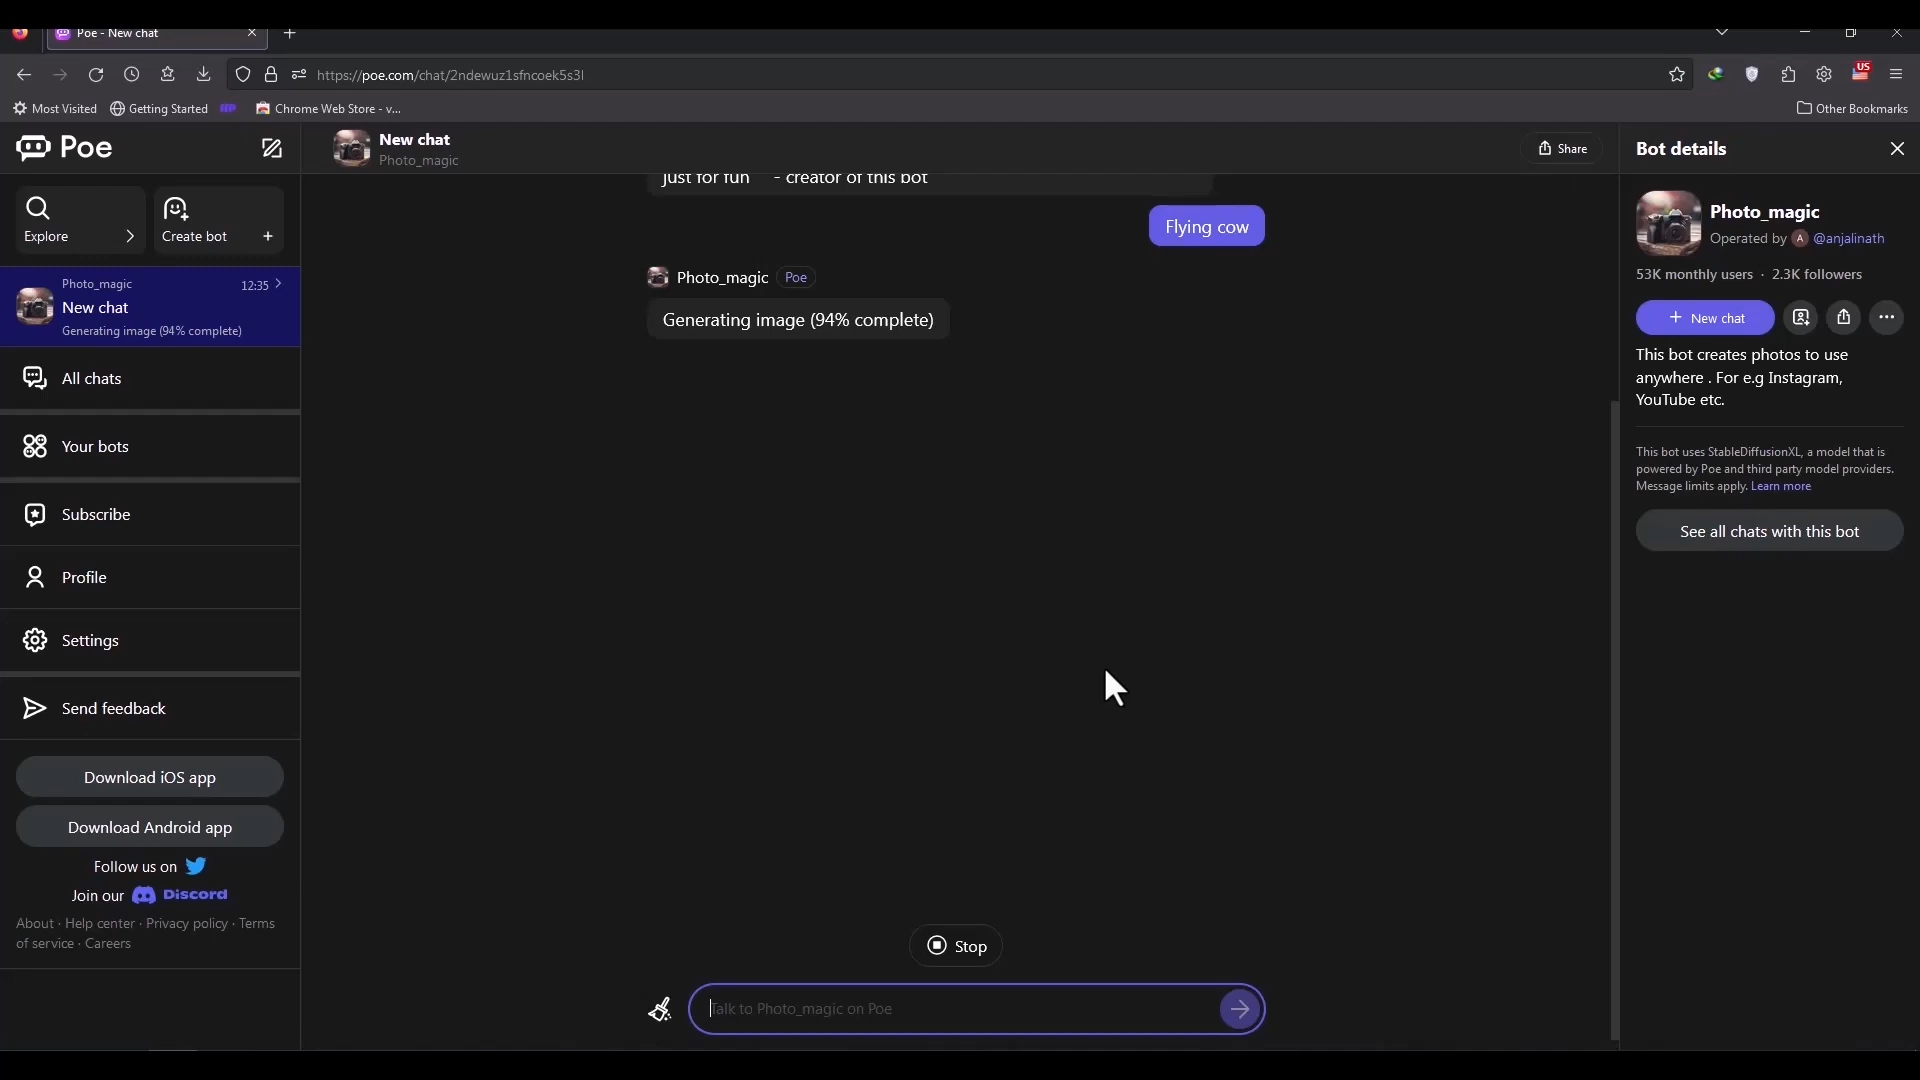 Poe - New chat
https://poe.com/chat/2ndewuz1sfncoek5s3l
US
Most Visited
Getting Started
Chrome Web Store - v...
Other Bookmarks
Poe
Explore
Create bot
Photo_magic
12:35
New chat
Generating image (94% complete)
All chats
Your bots
Subscribe
Profile
Settings
Send feedback
Download iOS app
Download Android app
Follow us on
Join our Discord
About · Help center · Privacy policy · Terms
of service · Careers
New chat
Photo_magic
Share
just for fun - creator of this bot
Flying cow
Photo_magic Poe
Generating image (94% complete)
Stop
Talk to Photo_magic on Poe
Bot details
Photo_magic
Operated by A @anjalinath
53K monthly users · 2.3K followers
New chat
This bot creates photos to use
anywhere . For e.g Instagram,
YouTube etc.
This bot uses StableDiffusionXL, a model that is
powered by Poe and third party model providers.
Message limits apply. Learn more
See all chats with this bot